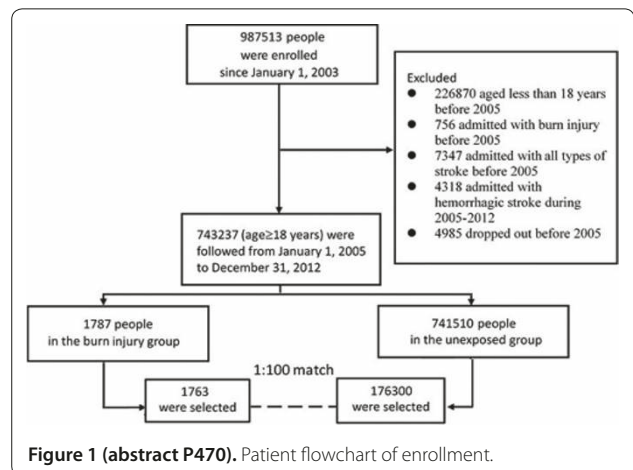 987513 people
were enrolled
since January 1, 2003
Excluded
● 226870 aged less than 18 years
before 2005
● 756 admitted with burn injury
before 2005
● 7347 admitted with all types of
stroke before 2005
● 4318 admitted with
hemorrhagic stroke during
2005-2012
● 4985 dropped out before 2005
743237 (age≥18 years) were
followed from January 1, 2005
to December 31, 2012
1787 people
in the burn injury group
741510 people
in the unexposed group
1:100 match
1763
were selected
176300
were selected
Figure 1 (abstract P470). Patient flowchart of enrollment.